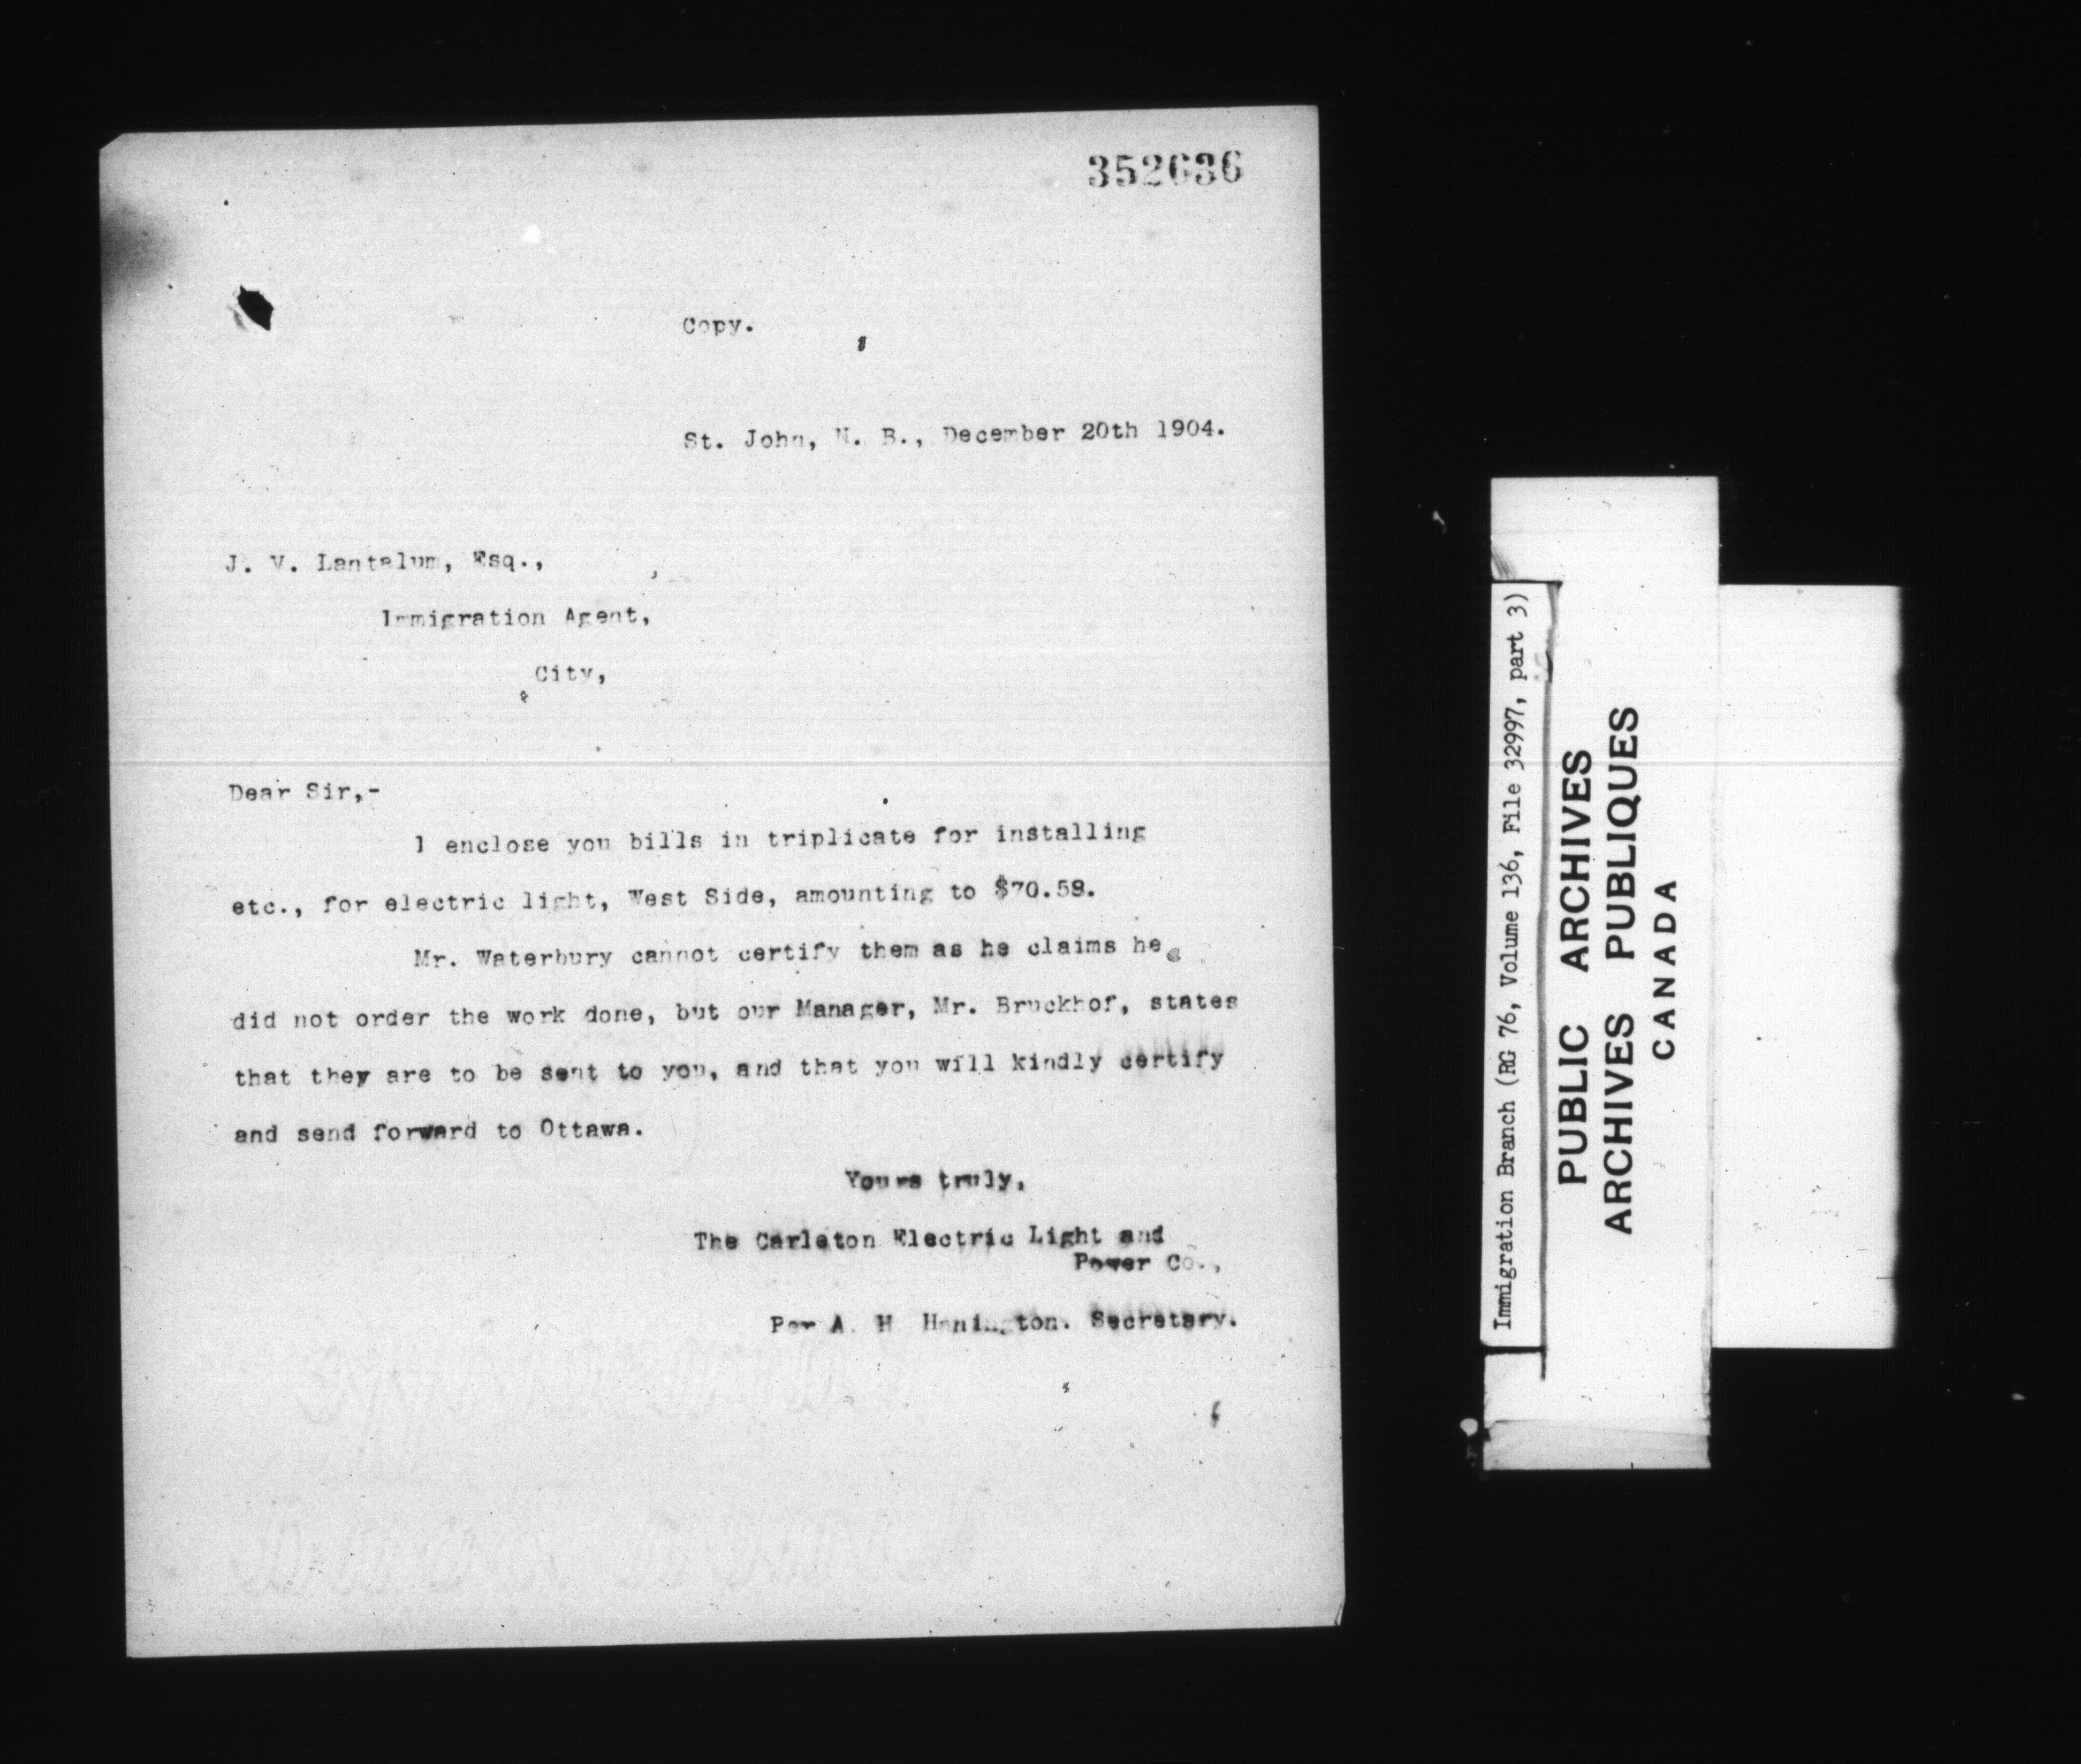 352636
Copy.
St. John, N. B., December 20th 1904.
J. V. Lantalum, Esq.,
Immigration Agent,
City,
Dear Sir,-
I enclose you bills in triplicate for installing
etc., for electric light, West Side, amounting to $70.59.
Mr. Waterbury cannot certify them as he claims he
did not order the work done, but our Manager, Mr. Bruckhof, states
that they are to be sent to you, and that you will kindly certify
and send forward to Ottawa.
Yours truly,
The Carleton Electric Light and
Power Co.,
Per A. H Hanington. Secretary.
Immigration Branch (RG 76, Volume 136, File 32997, part 3)
PUBLIC ARCHIVES
ARCHIVES PUBLIQUES
CANADA